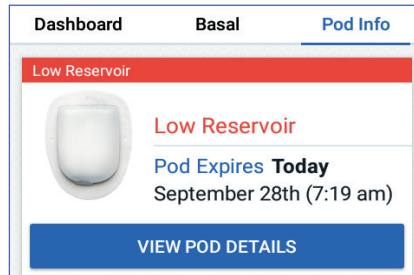 Dashboard Basal Pod Info
Low Reservoir
Low Reservoir
Pod Expires Today
September 28th (7:19 am)
VIEW POD DETAILS